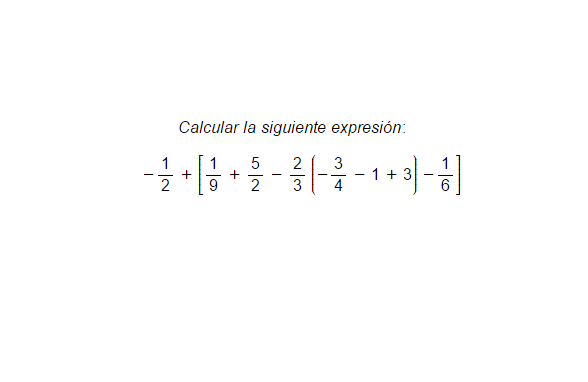 Calcular la siguiente expresión:
-1/2 + [1/9 + 5/2 - 2/3 (-3/4 - 1 + 3) - 1/6]